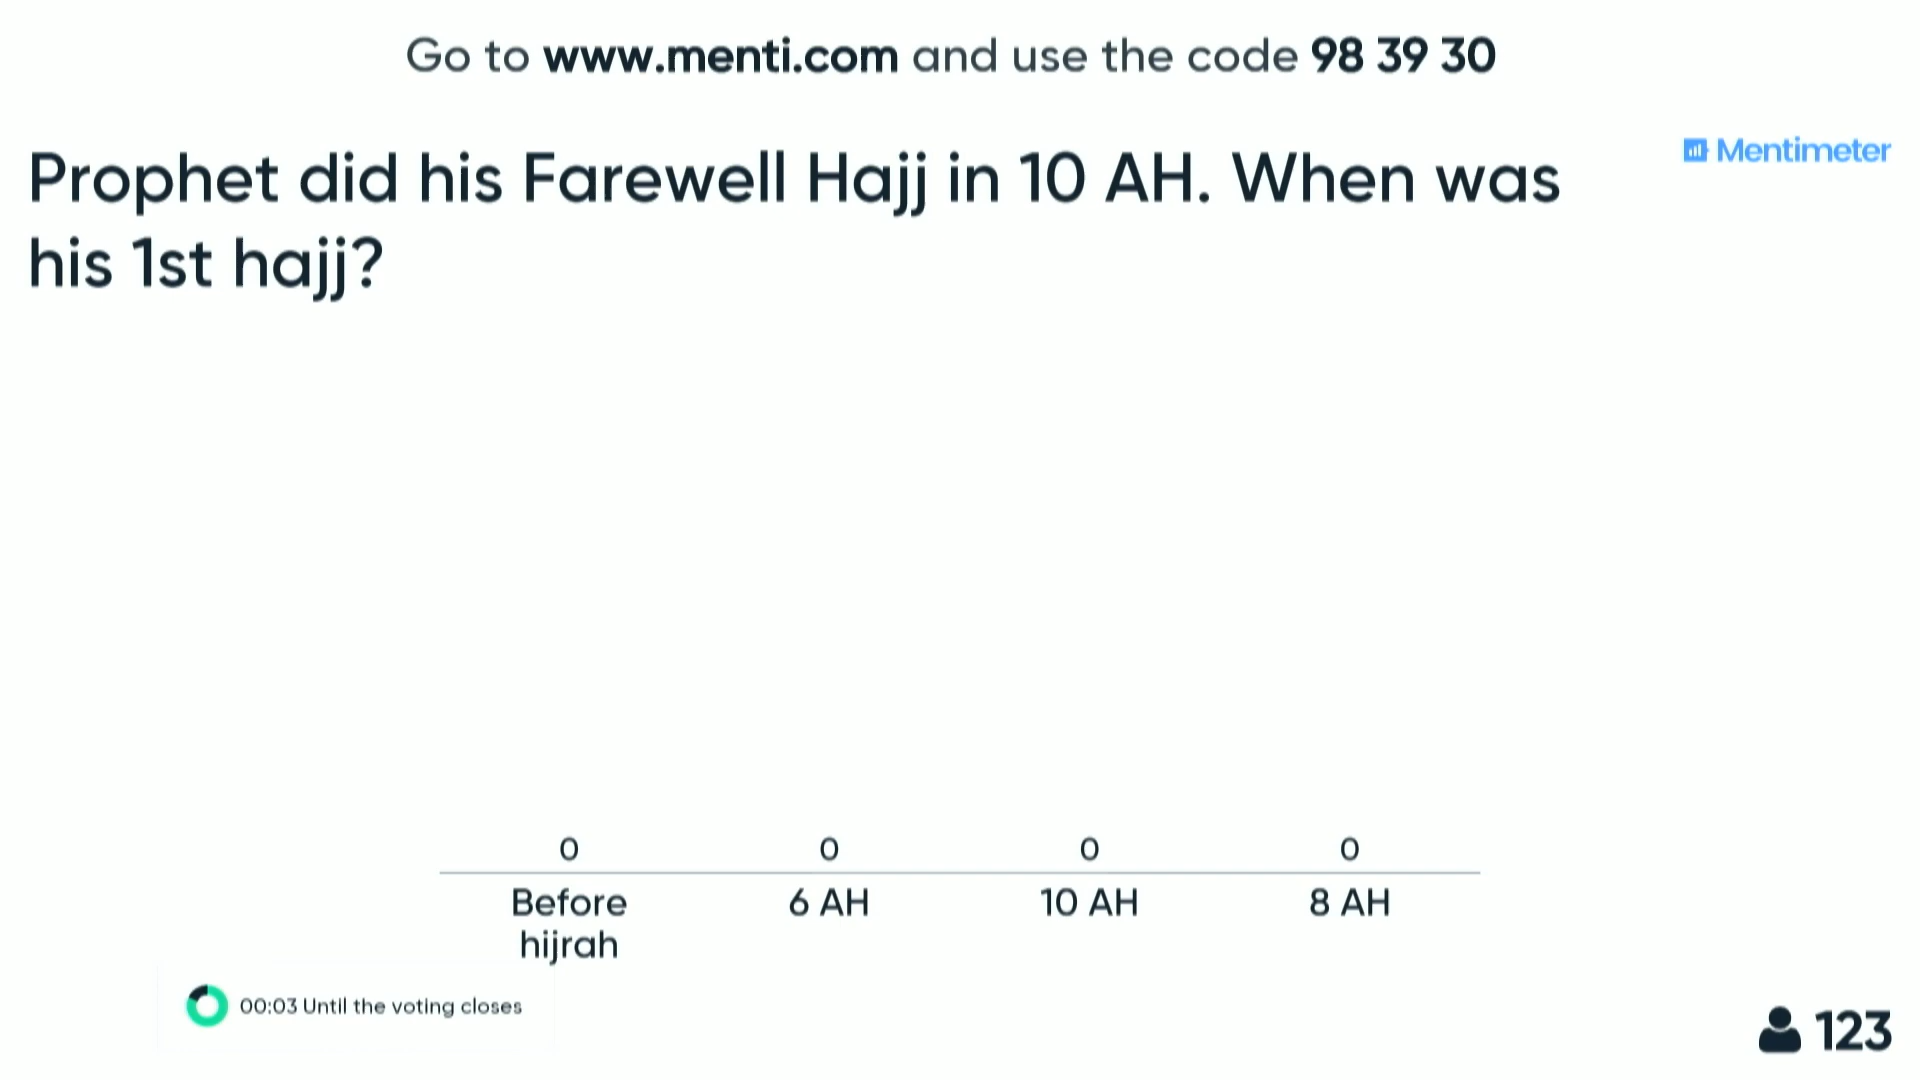 Go to www.menti.com and use the code 98 39 30
Mentimeter
Prophet did his Farewell Hajj in 10 AH. When was
his 1st hajj?
0 0 0 0
Before hijrah 6 AH 10 AH 8 AH
00:03 Until the voting closes
123